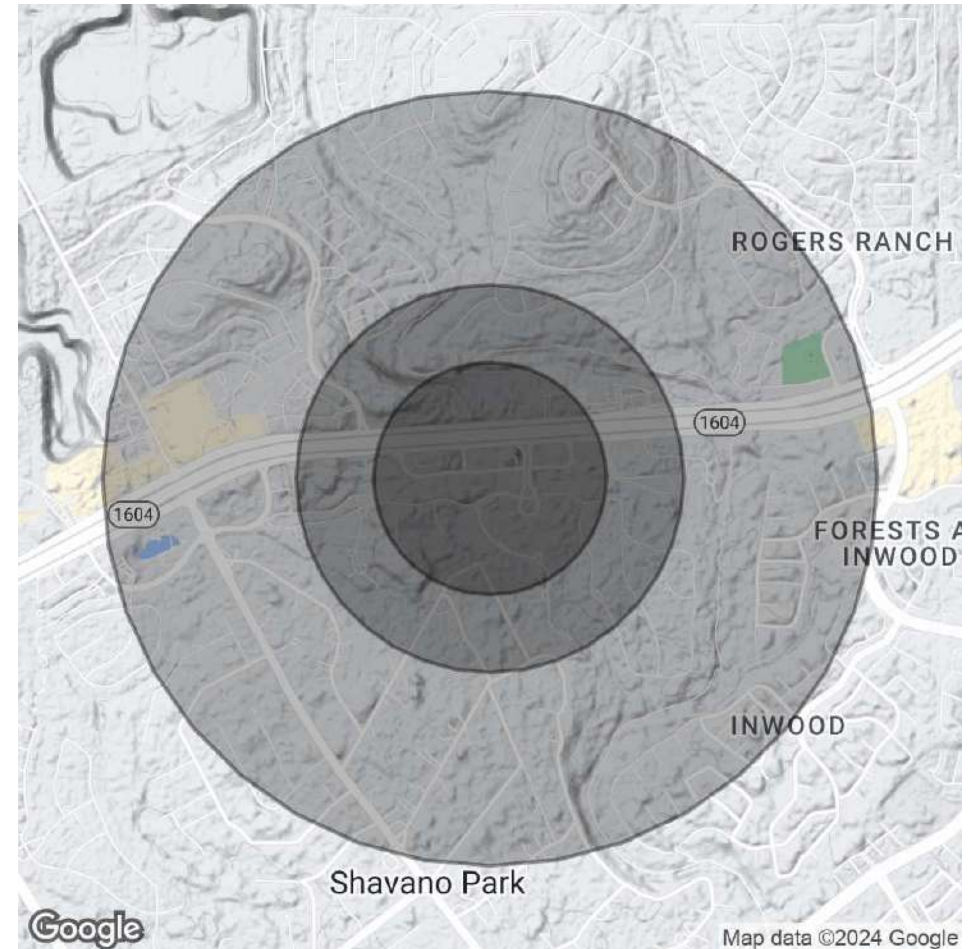 ROGERS RANCH
1604
1604
FORESTS A
INWOOD
INWOOD
Shavano Park
Google
Map data ©2024 Google